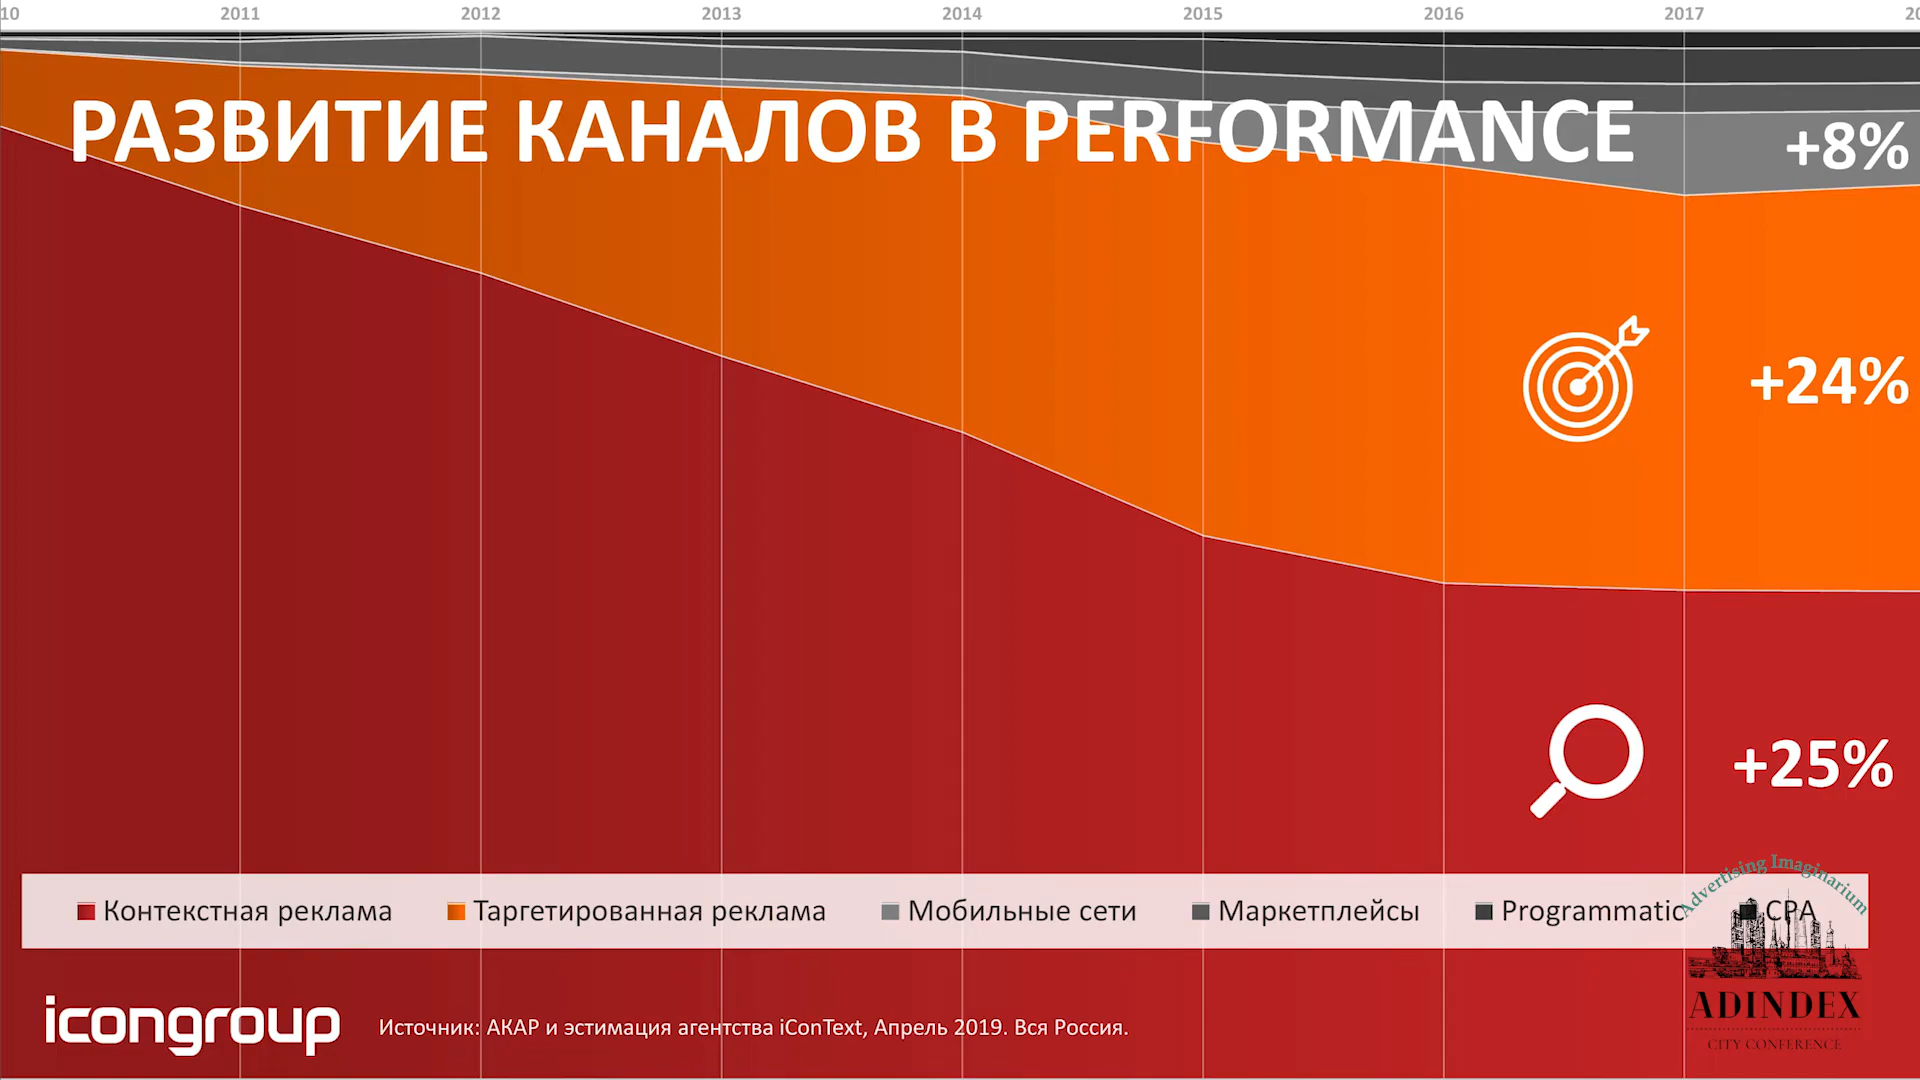 10 2011 2012 2013 2014 2015 2016 2017 20
РАЗВИТИЕ КАНАЛОВ В PERFORMANCE
+8%
+24%
+25%
Контекстная реклама Таргетированная реклама Мобильные сети Маркетплейсы Programmatic CPA
Advertising Imaginarium
ADINDEX
CITY CONFERENCE
icongroup
Источник: АКАР и эстимация агентства iConText, Апрель 2019. Вся Россия.